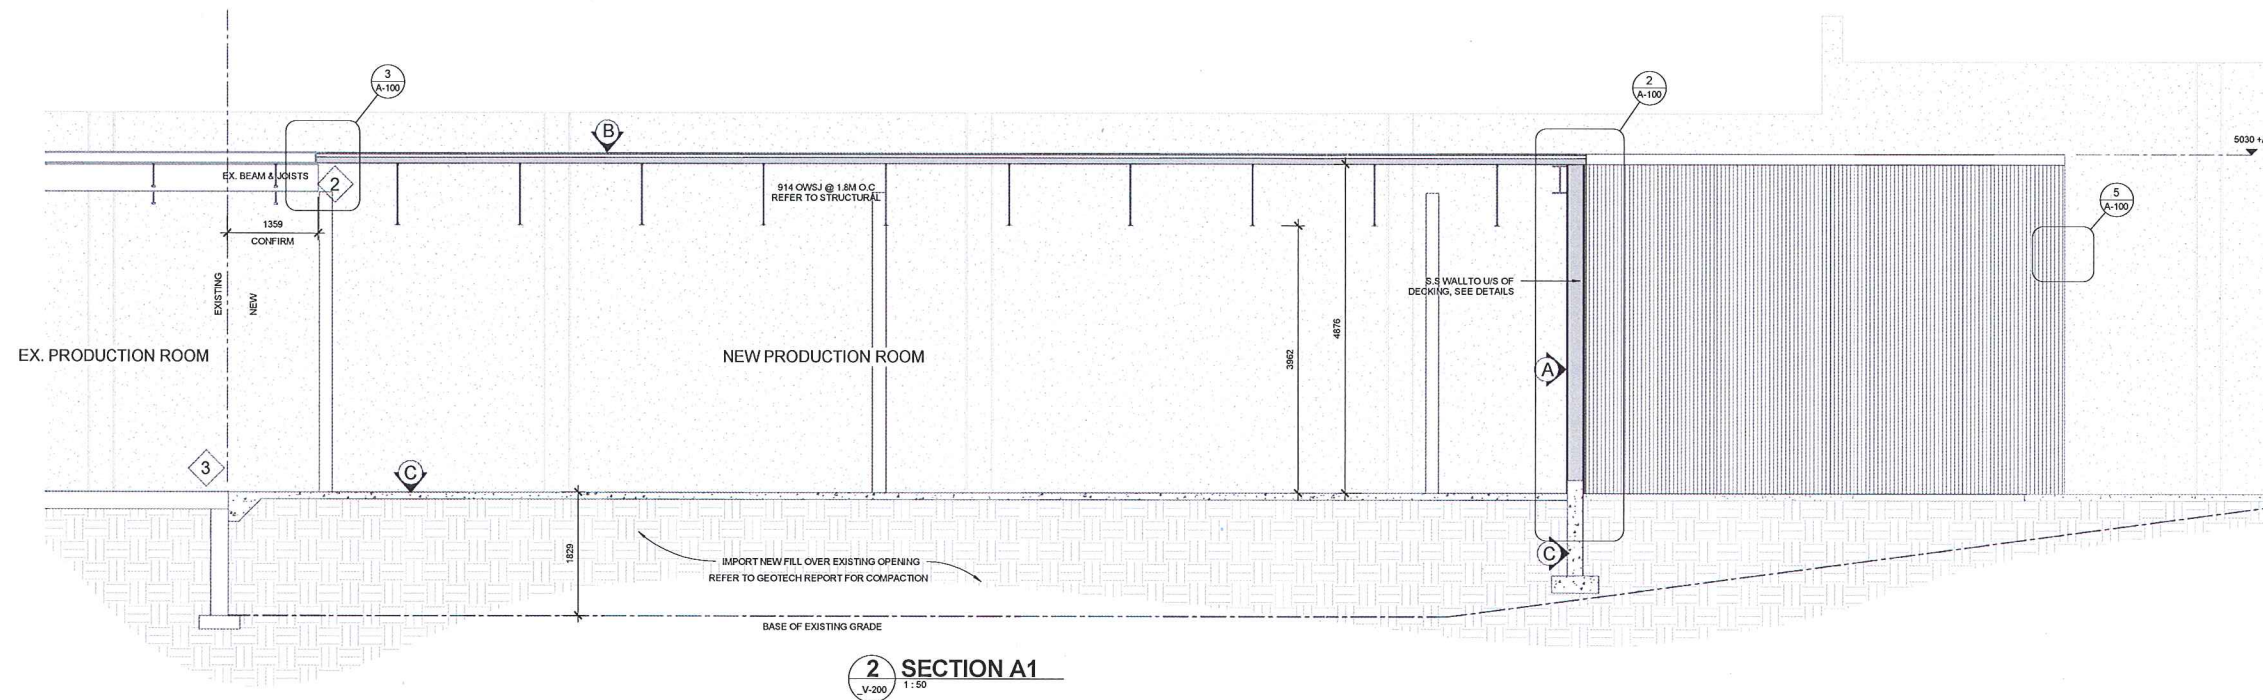 3
A-100
2
A-100
B
5030 +/
EX. BEAM & JOISTS
2
914 OWSJ @ 1.8M O.C
REFER TO STRUCTURAL
5
A-100
1359
CONFIRM
EXISTING
NEW
S.S WALL TO U/S OF
DECKING, SEE DETAILS
4876
3962
EX. PRODUCTION ROOM
NEW PRODUCTION ROOM
A
3
C
1829
IMPORT NEW FILL OVER EXISTING OPENING
REFER TO GEOTECH REPORT FOR COMPACTION
C
BASE OF EXISTING GRADE
2 SECTION A1
_V-200 1 : 50